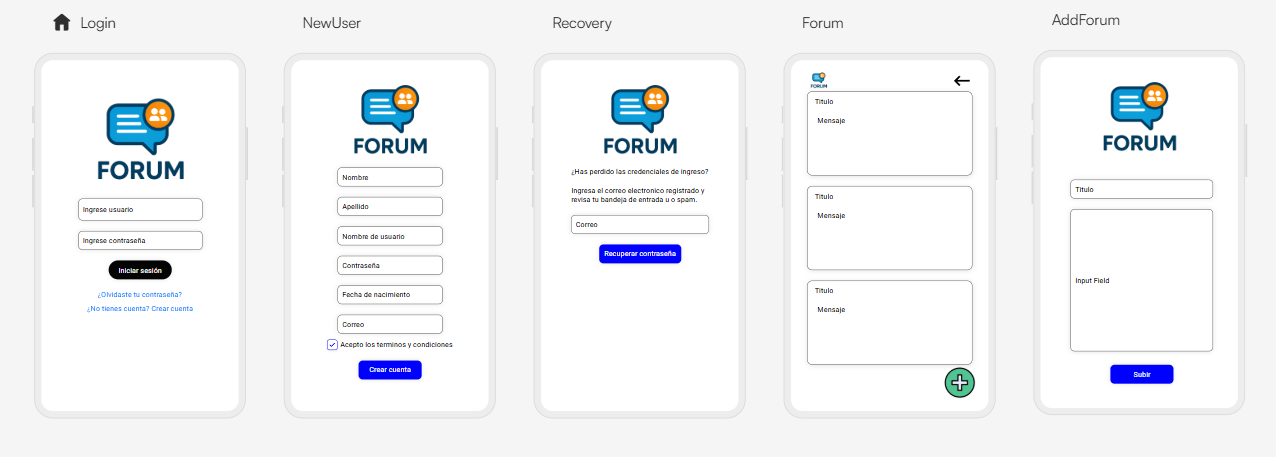 Login
NewUser
Recovery
Forum
AddForum
FORUM
Ingrese usuario
Ingrese contraseña
Iniciar sesión
¿Olvidaste tu contraseña?
¿No tienes cuenta? Crear cuenta
FORUM
Nombre
Apellido
Nombre de usuario
Contraseña
Fecha de nacimiento
Correo
Acepto los terminos y condiciones
Crear cuenta
FORUM
¿Has perdido las credenciales de ingreso?
Ingresa el correo electronico registrado y
revisa tu bandeja de entrada u o spam.
Correo
Recuperar contraseña
FORUM
Titulo
Mensaje
Titulo
Mensaje
Titulo
Mensaje
FORUM
Titulo
Input Field
Subir